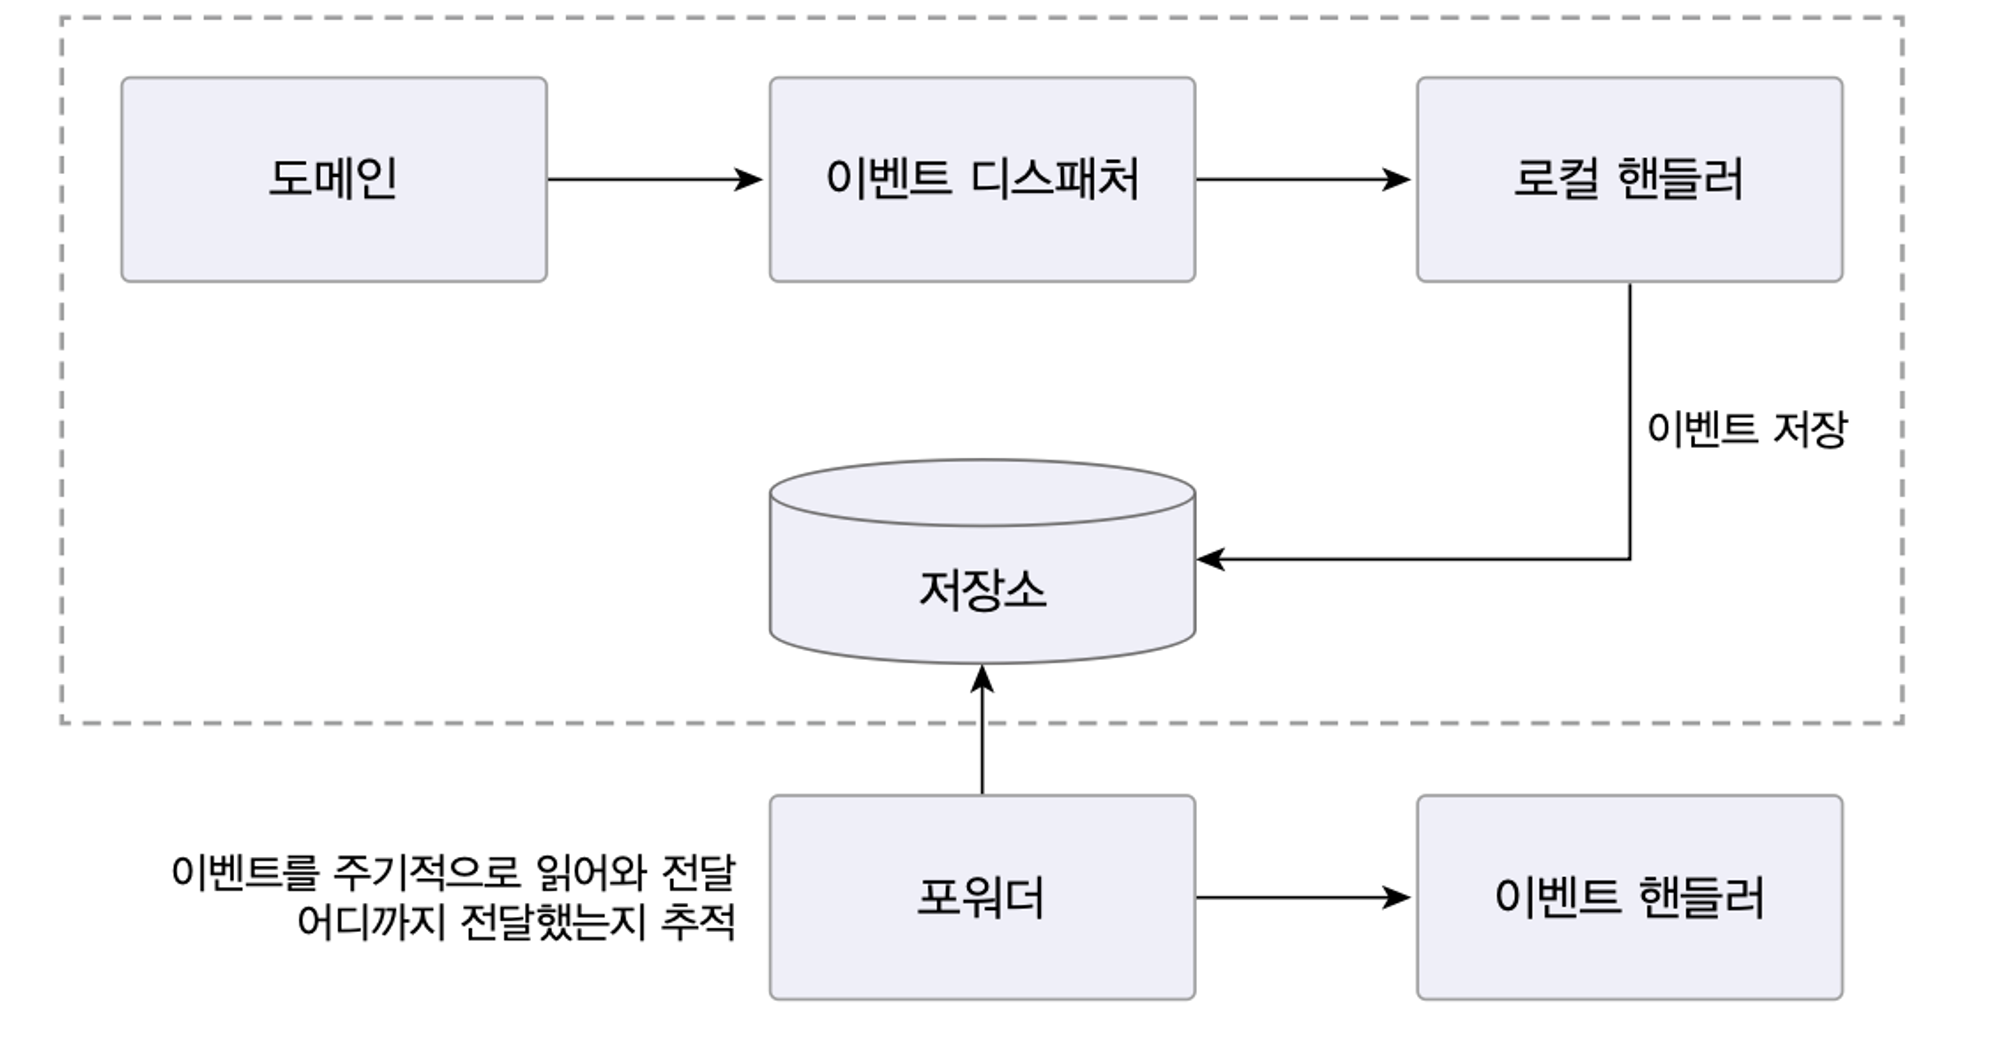 도메인
이벤트 디스패처
로컬 핸들러
이벤트 저장
저장소
이벤트를 주기적으로 읽어와 전달
어디까지 전달했는지 추적
포워더
이벤트 핸들러